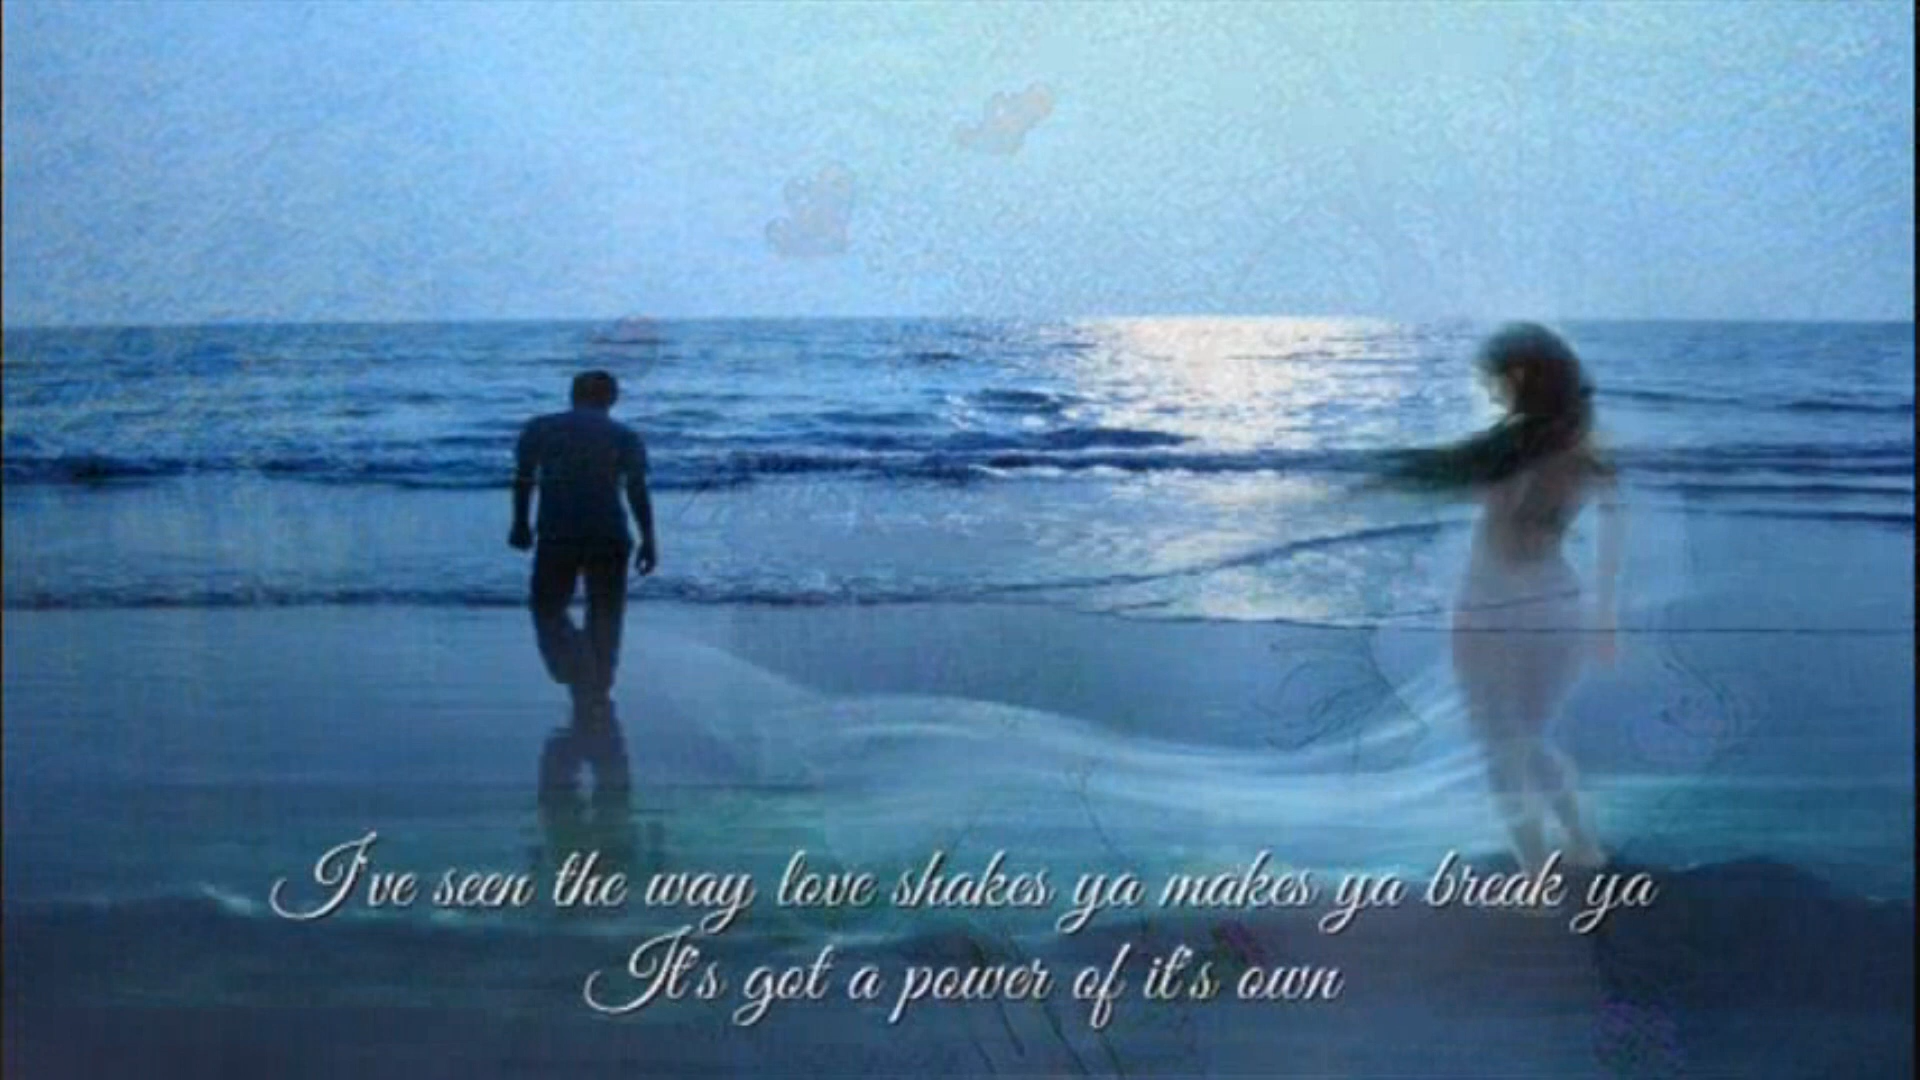 I've seen the way love shakes ya makes ya break ya
It's got a power of it's own